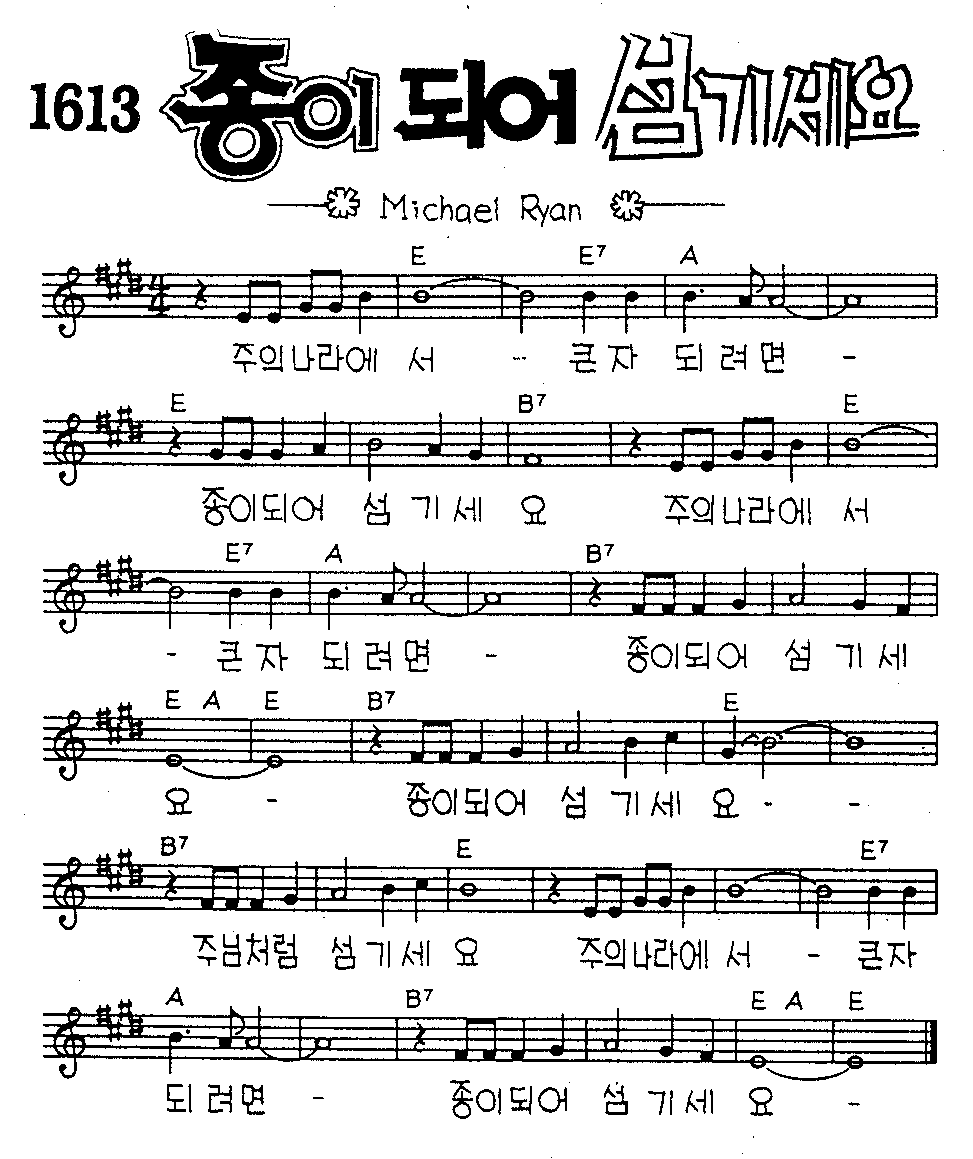 1613 종이 되어 섬기세요
Michael Ryan
E E7 A
주의나라에 서 - 큰 자 되 려 면 -
E B7 E
종이되어 섬 기 세 요 주의나라에 서
E7 A B7
- 큰 자 되 려 면 - 종이되어 섬 기 세
E A E B7 E
요 - 종이되어 섬 기 세 요 - -
B7 E E7
주님처럼 섬 기 세 요 주의나라에 서 - 큰 자
A B7 E A E
되 려 면 - 종이되어 섬 기 세 요 -